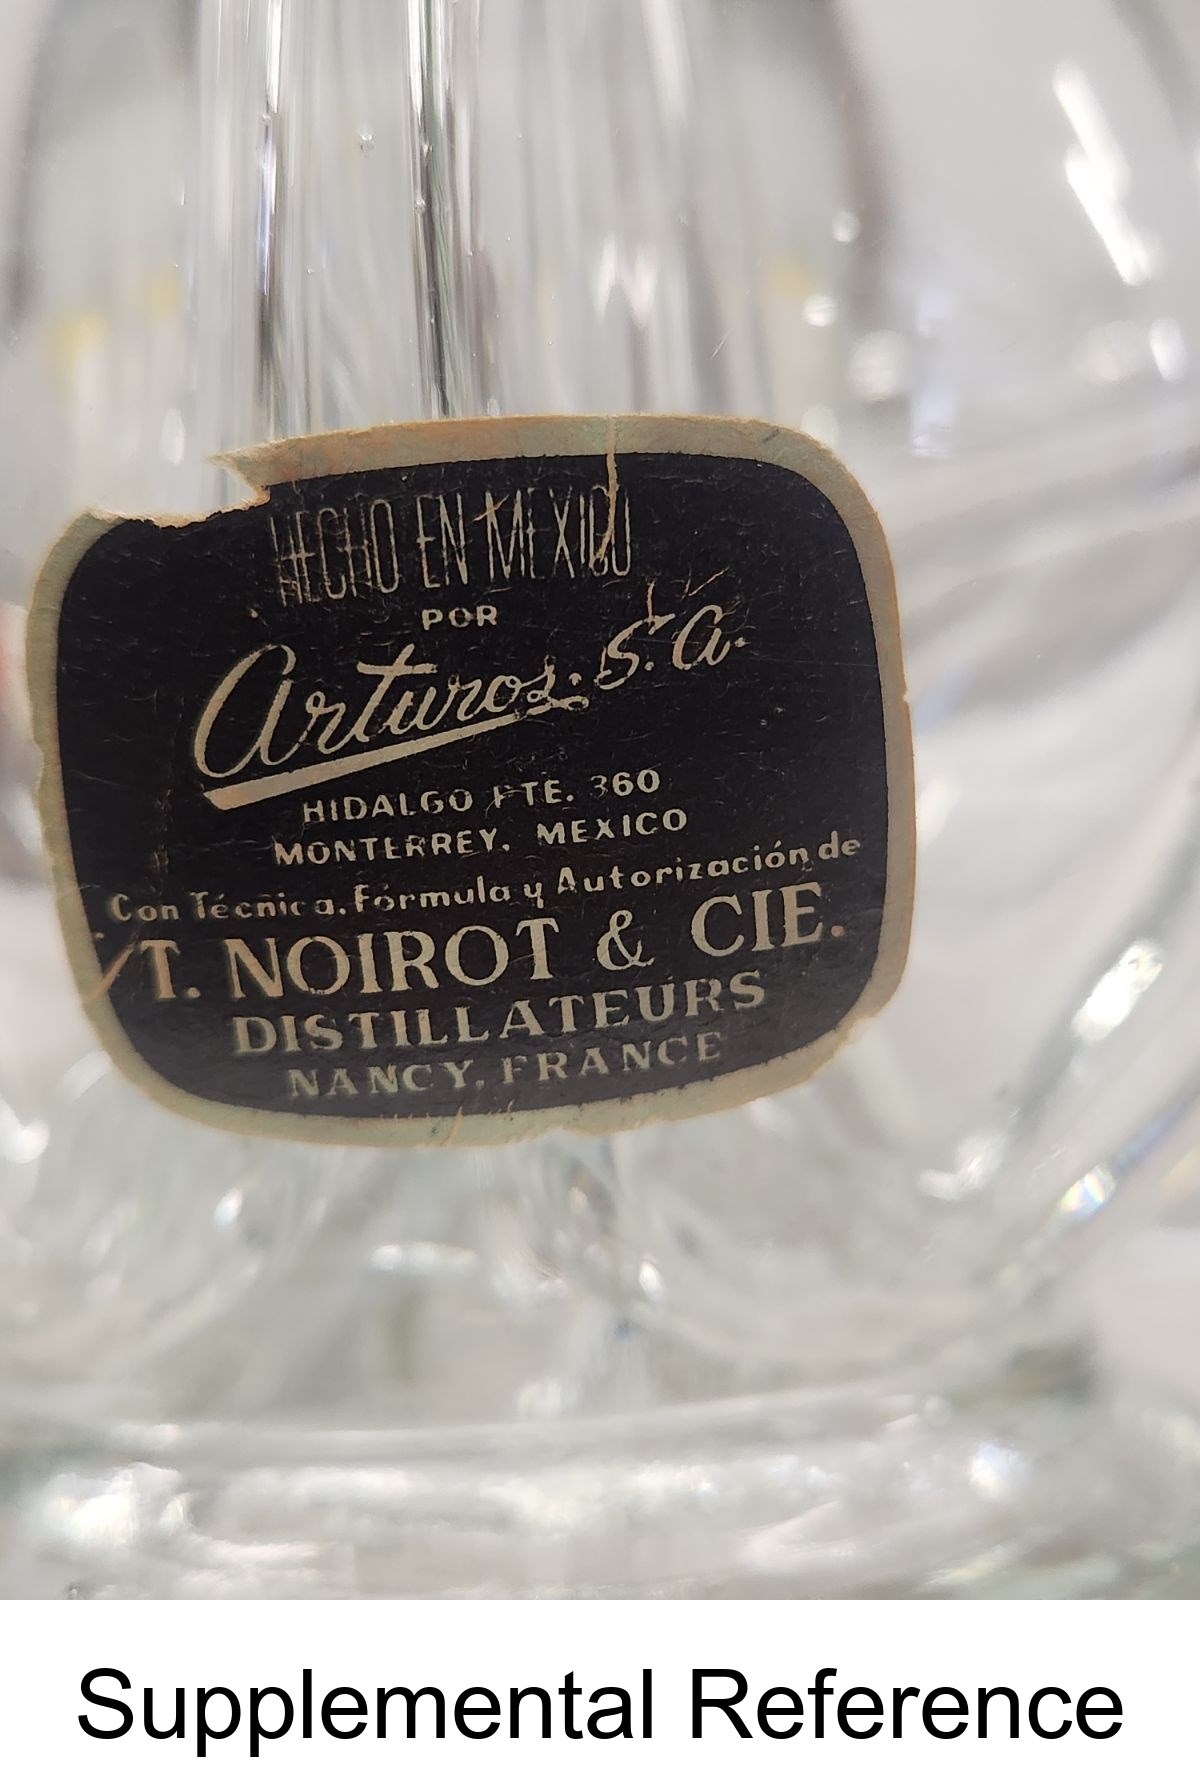 HECHO EN MEXICO
POR
Arturos. S. A.
HIDALGO PTE. 360
MONTERREY, MEXICO
Con Técnica, Fórmula y Autorización de
T. NOIROT & CIE.
DISTILLATEURS
NANCY, FRANCE
Supplemental Reference